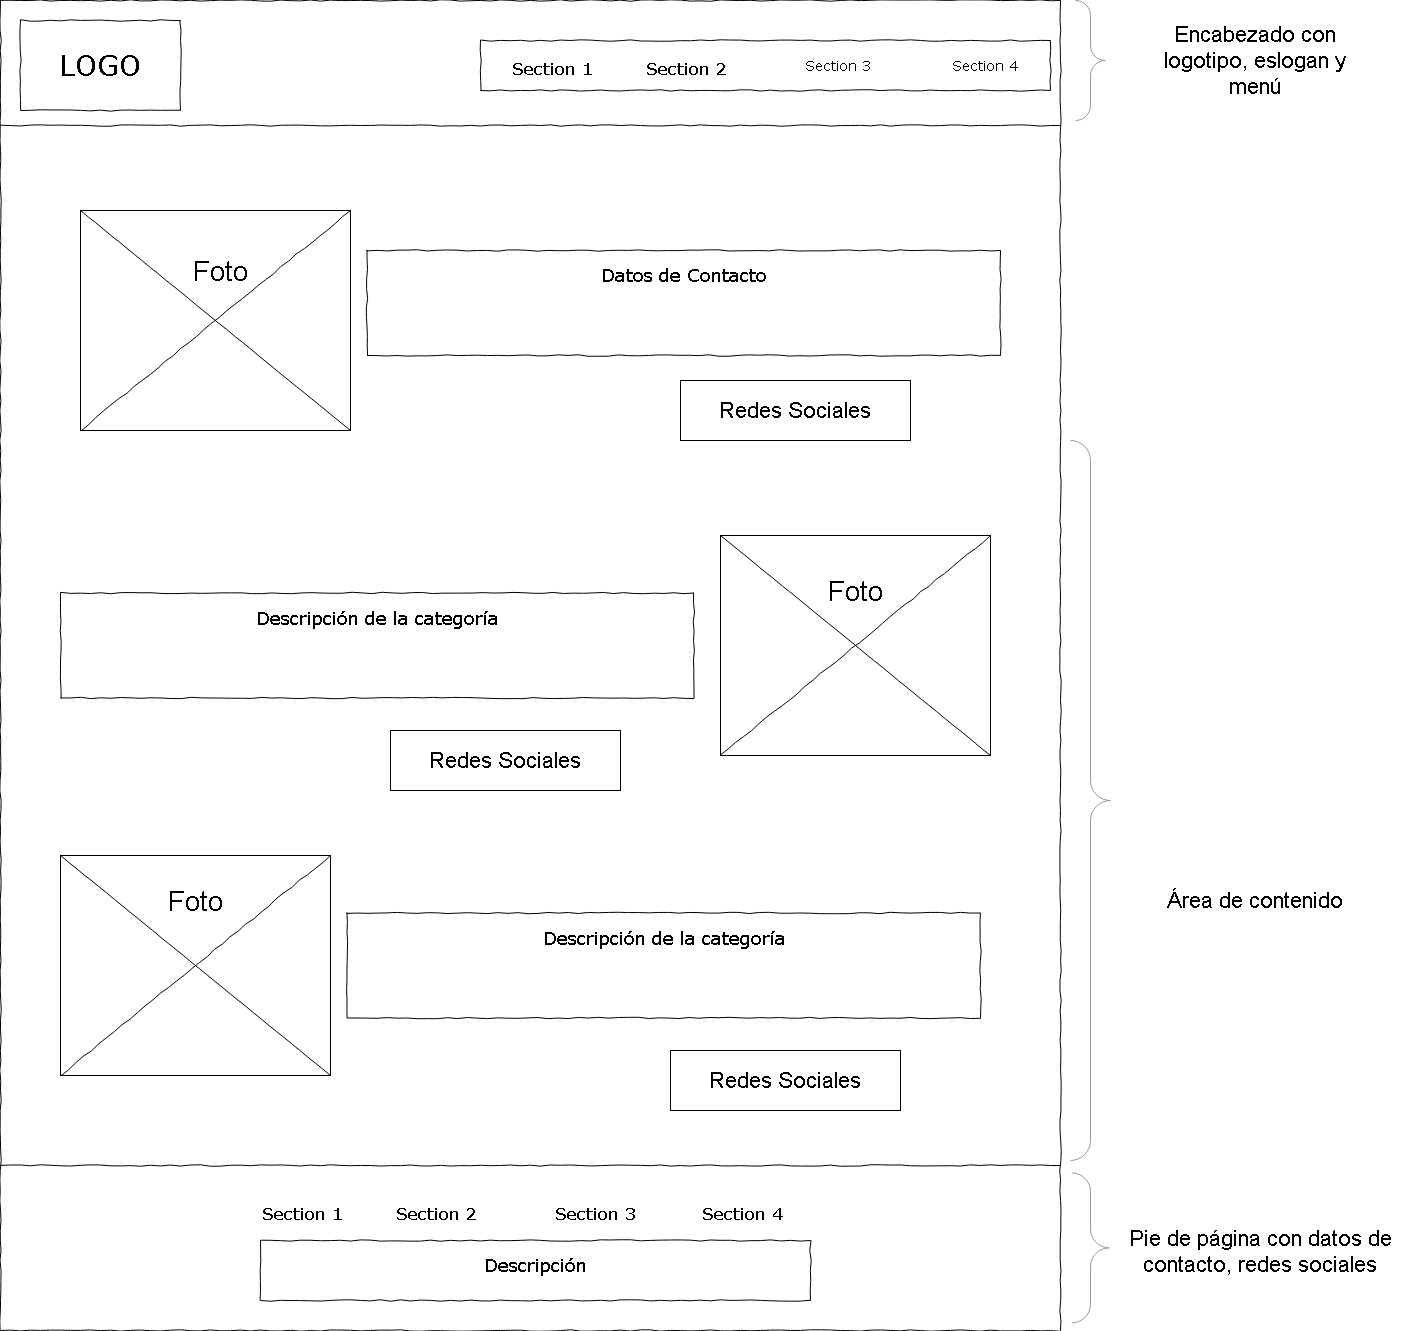 LOGO
Section 1
Section 2
Section 3
Section 4
Encabezado con
logotipo, eslogan y
menú
Foto
Datos de Contacto
Redes Sociales
Foto
Descripción de la categoría
Redes Sociales
Foto
Descripción de la categoría
Redes Sociales
Área de contenido
Section 1
Section 2
Section 3
Section 4
Descripción
Pie de página con datos de
contacto, redes sociales